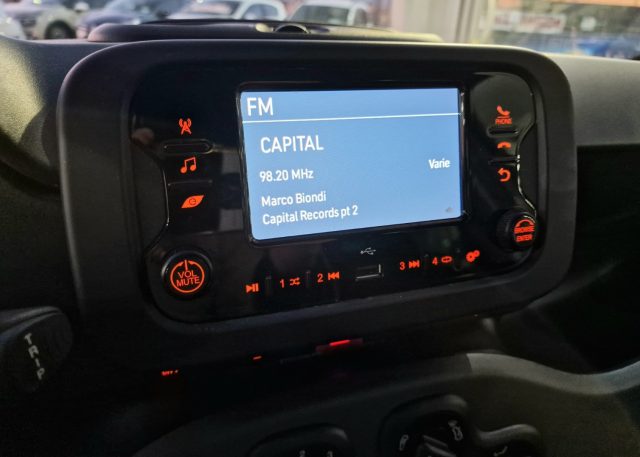 FM
CAPITAL
98.20 MHz
Varie
Marco Biondi
Capital Records pt 2
PHONE
VOL
MUTE
BROWSE
ENTER
1
2
3
4